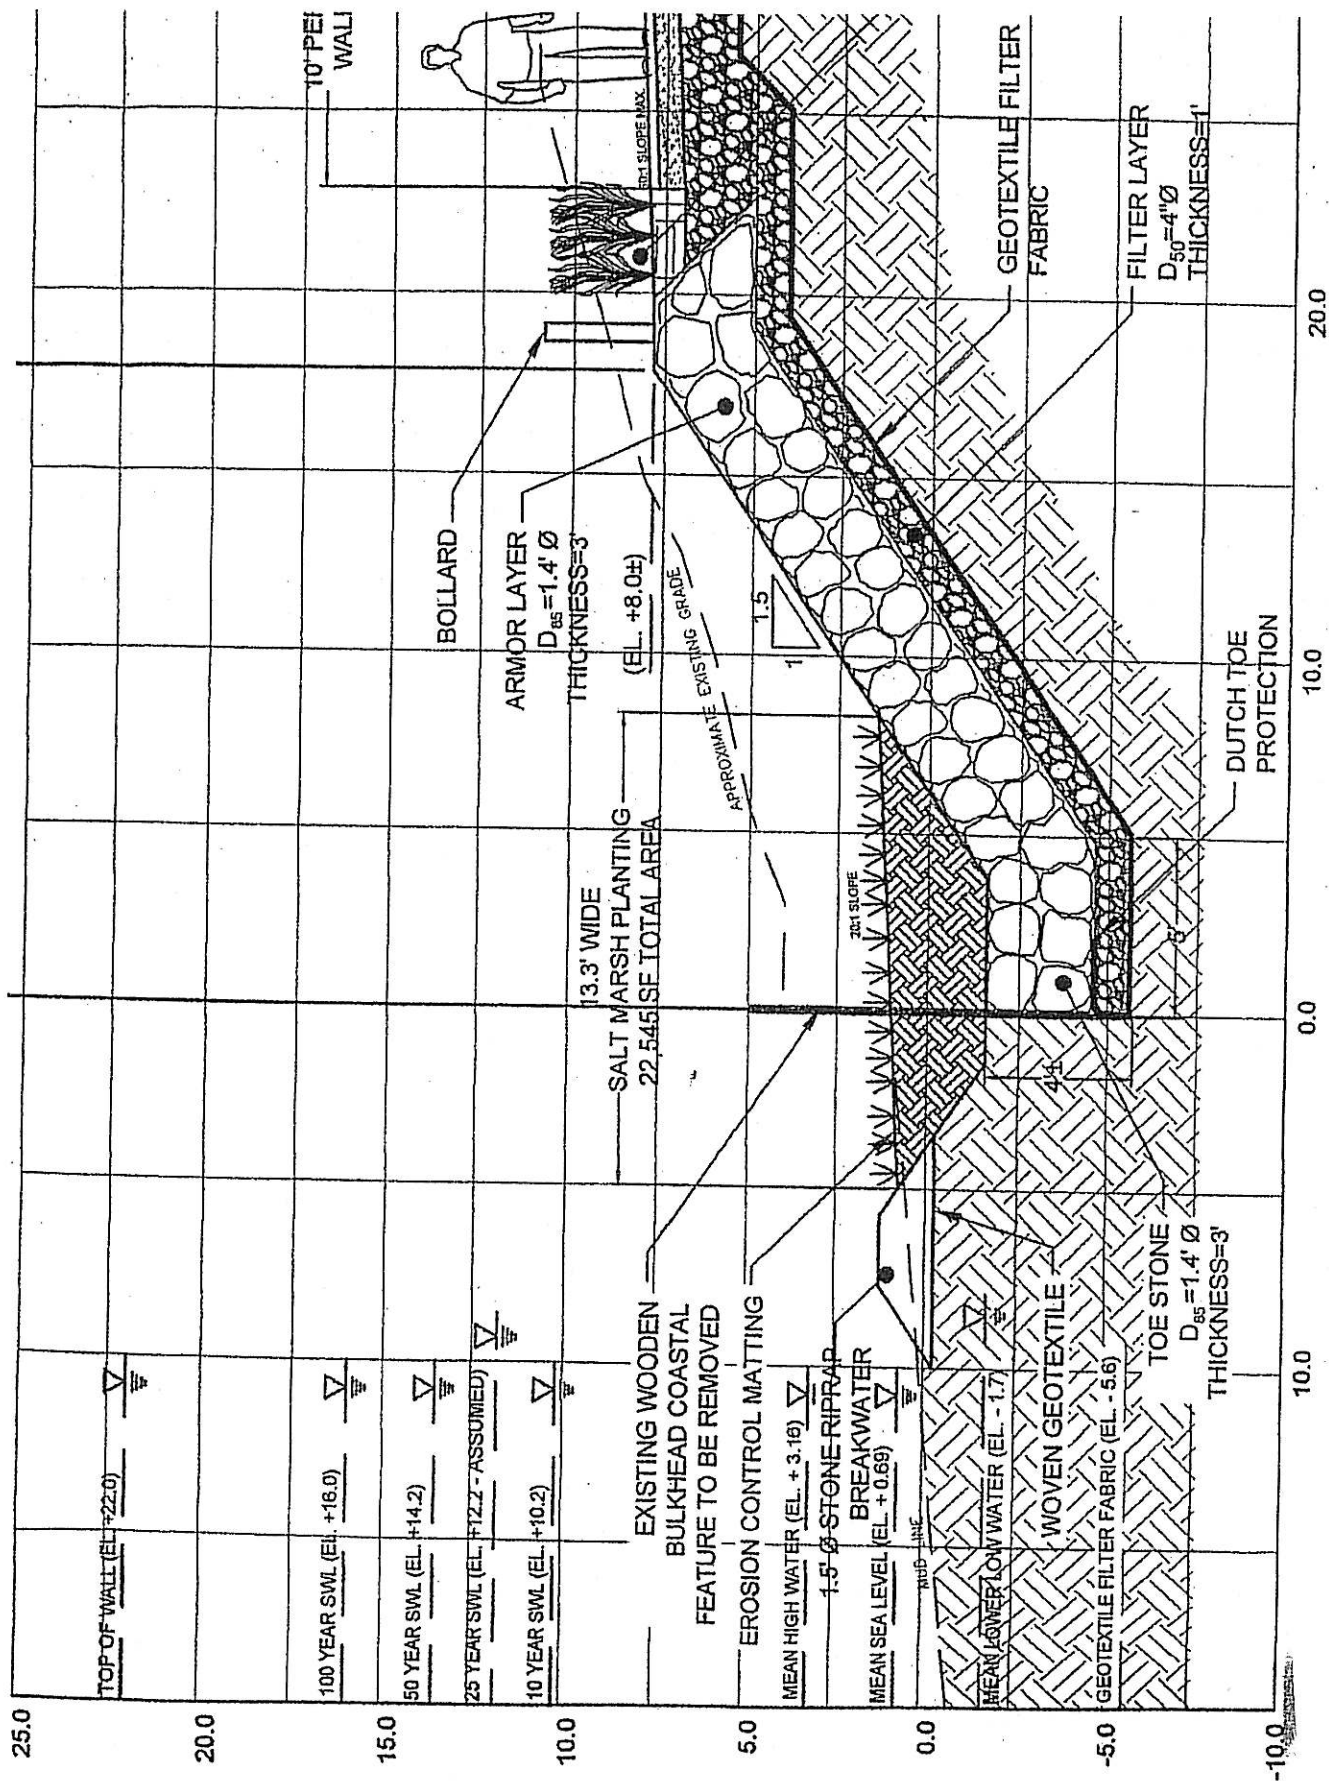 25.0
20.0
15.0
10.0
5.0
0.0
-5.0
-10.0
TOP OF WALL (EL. +22.0)
100 YEAR SWL (EL. +16.0)
50 YEAR SWL (EL. +14.2)
25 YEAR SWL (EL. +12.2 - ASSUMED)
10 YEAR SWL (EL. +10.2)
EXISTING WOODEN
BULKHEAD COASTAL
FEATURE TO BE REMOVED
EROSION CONTROL MATTING
MEAN HIGH WATER (EL. + 3.16)
1.5' Ø STONE RIPRAP
BREAKWATER
MEAN SEA LEVEL (EL. + 0.69)
MUD LINE
MEAN LOWER LOW WATER (EL. - 1.7)
WOVEN GEOTEXTILE
GEOTEXTILE FILTER FABRIC (EL. - 5.6)
TOE STONE
D85=1.4' Ø
THICKNESS=3'
13.3' WIDE
SALT MARSH PLANTING
22,545 SF TOTAL AREA
20:1 SLOPE
APPROXIMATE EXISTING GRADE
4'±
5'
BOLLARD
ARMOR LAYER
D85=1.4' Ø
THICKNESS=3'
(EL. +8.0±)
1.5
1
10' PE
WAL
50:1 SLOPE MAX.
GEOTEXTILE FILTER
FABRIC
FILTER LAYER
D50=4"Ø
THICKNESS=1'
DUTCH TOE
PROTECTION
10.0
0.0
10.0
20.0